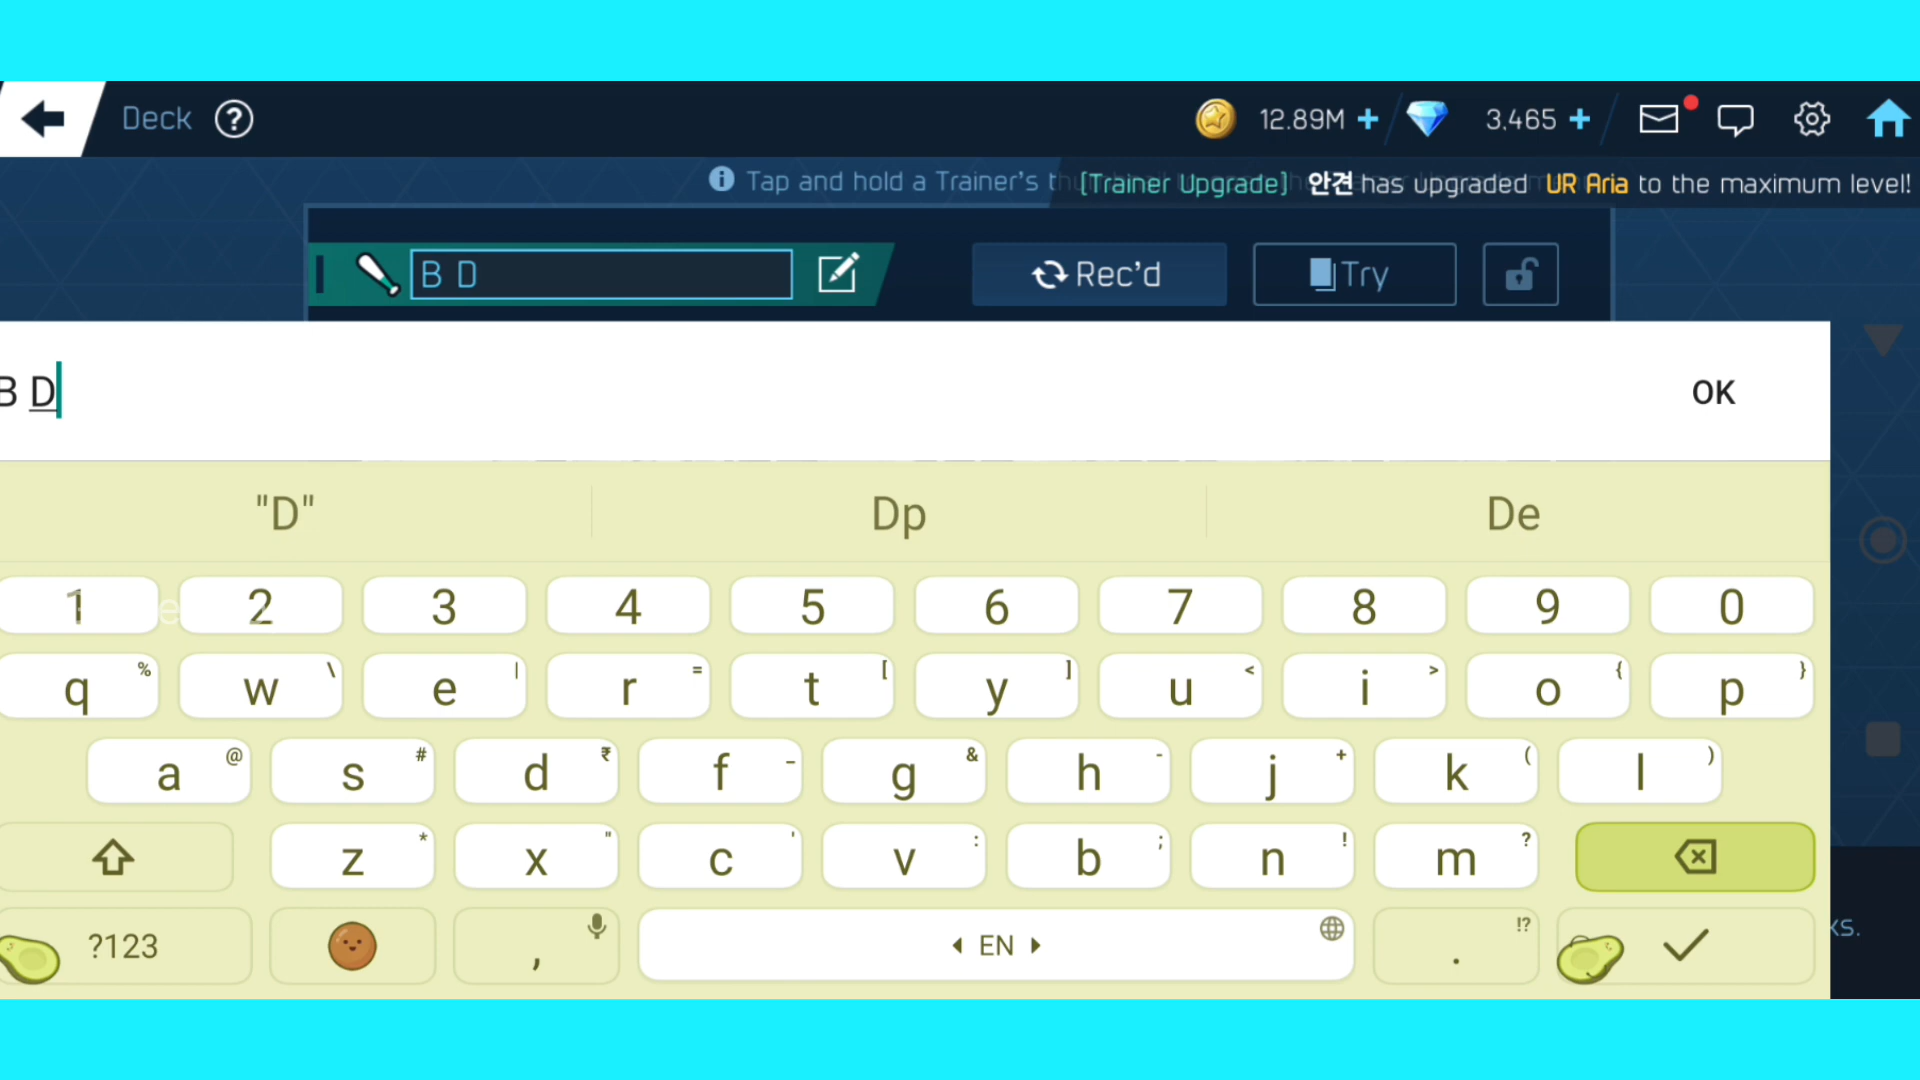 Deck ?
12.89M + 3,465 +
Tap and hold a Trainer's
[Trainer Upgrade] 안견 has upgraded UR Aria to the maximum level!
B D
Rec'd
Try
B D
OK
"D" Dp De
1 2 3 4 5 6 7 8 9 0
q % w \ e | r = t [ y ] u < i > o { p }
a @ s # d ₹ f _ g & h - j + k ( l )
z * x " c ' v : b ; n ! m ?
?123 , EN . !?
ks.